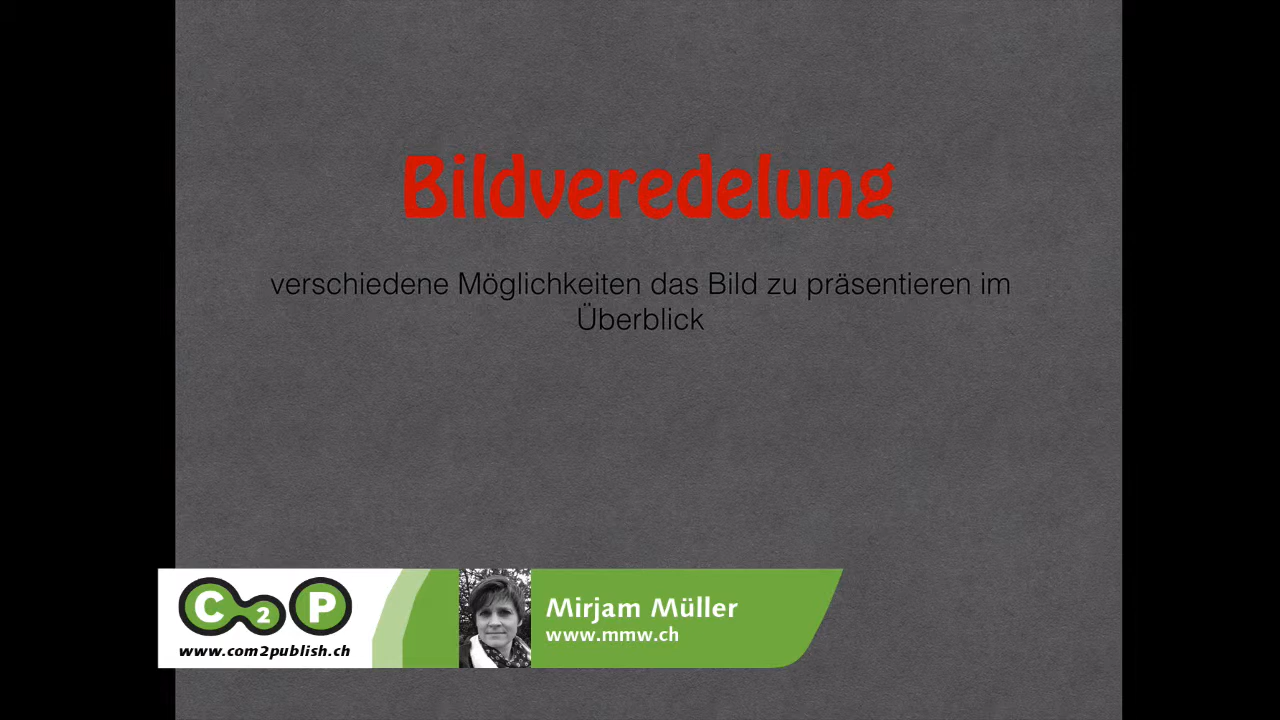 Bildveredelung
verschiedene Möglichkeiten das Bild zu präsentieren im
Überblick
C2P
www.com2publish.ch
Mirjam Müller
www.mmw.ch